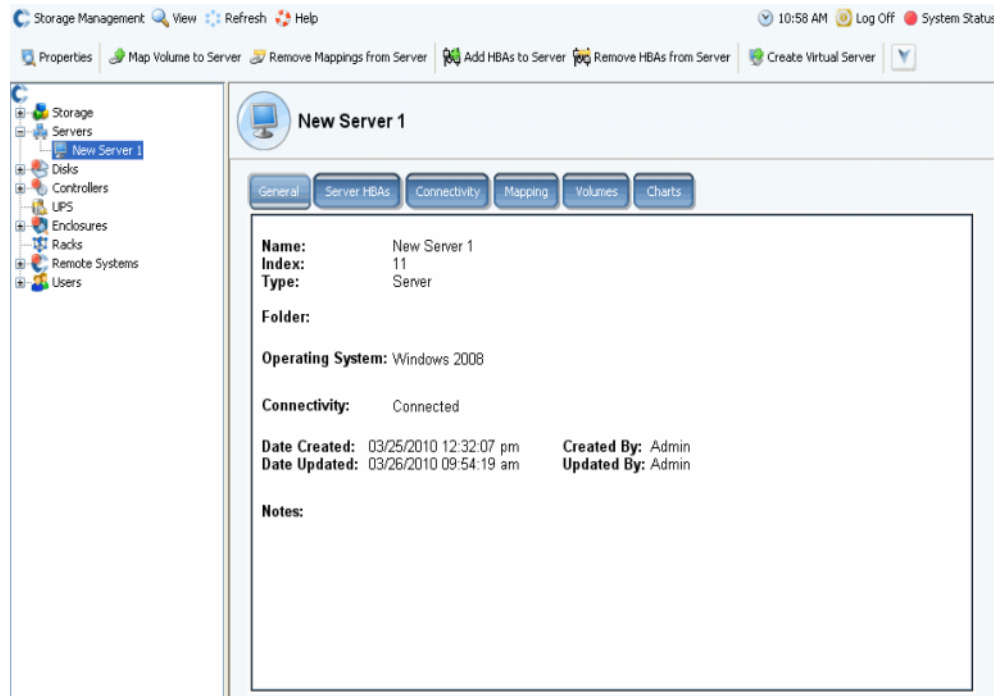 Storage Management View Refresh Help 10:58 AM Log Off System Status
Properties Map Volume to Server Remove Mappings from Server Add HBAs to Server Remove HBAs from Server Create Virtual Server
Storage
Servers
New Server 1
Disks
Controllers
UPS
Enclosures
Racks
Remote Systems
Users
New Server 1
General Server HBAs Connectivity Mapping Volumes Charts
Name: New Server 1
Index: 11
Type: Server
Folder:
Operating System: Windows 2008
Connectivity: Connected
Date Created: 03/25/2010 12:32:07 pm Created By: Admin
Date Updated: 03/26/2010 09:54:19 am Updated By: Admin
Notes: